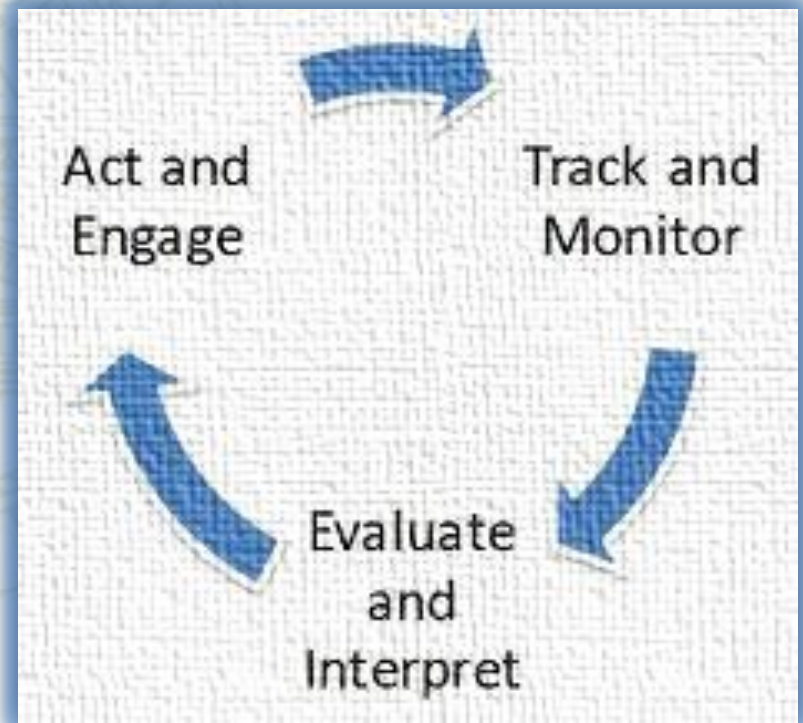 Act and
Engage
Track and
Monitor
Evaluate
and
Interpret